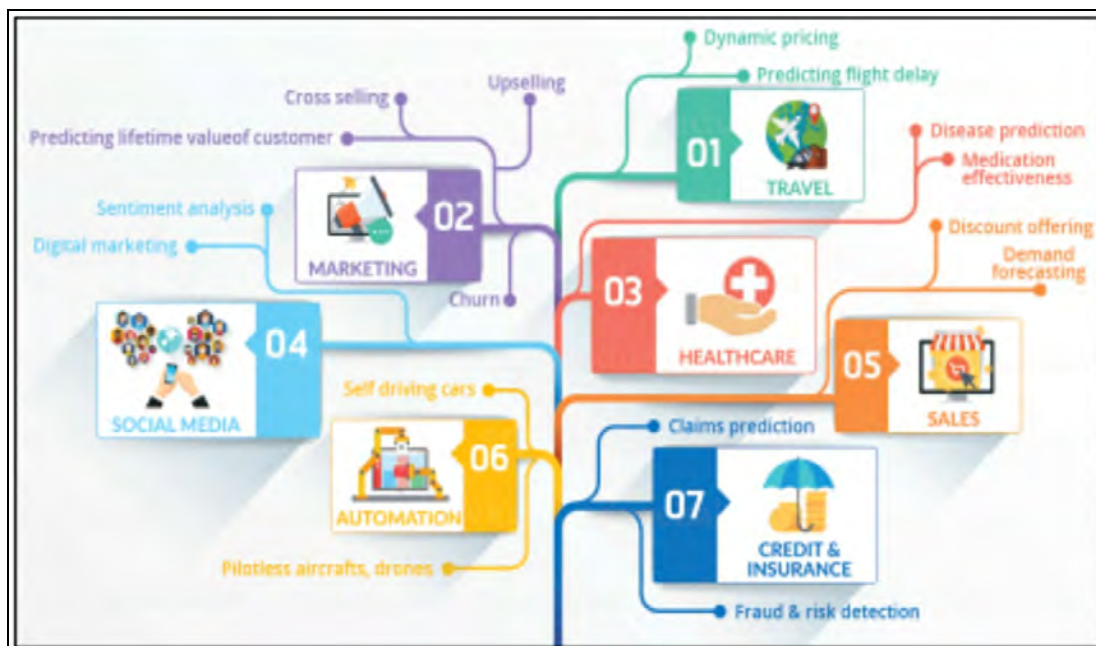 Dynamic pricing
Predicting flight delay
01
TRAVEL
Upselling
Cross selling
Predicting lifetime valueof customer
02
MARKETING
Churn
Disease prediction
Medication
effectiveness
03
HEALTHCARE
Sentiment analysis
Digital marketing
04
SOCIAL MEDIA
Discount offering
Demand
forecasting
05
SALES
Self driving cars
06
AUTOMATION
Pilotless aircrafts, drones
Claims prediction
07
CREDIT &
INSURANCE
Fraud & risk detection